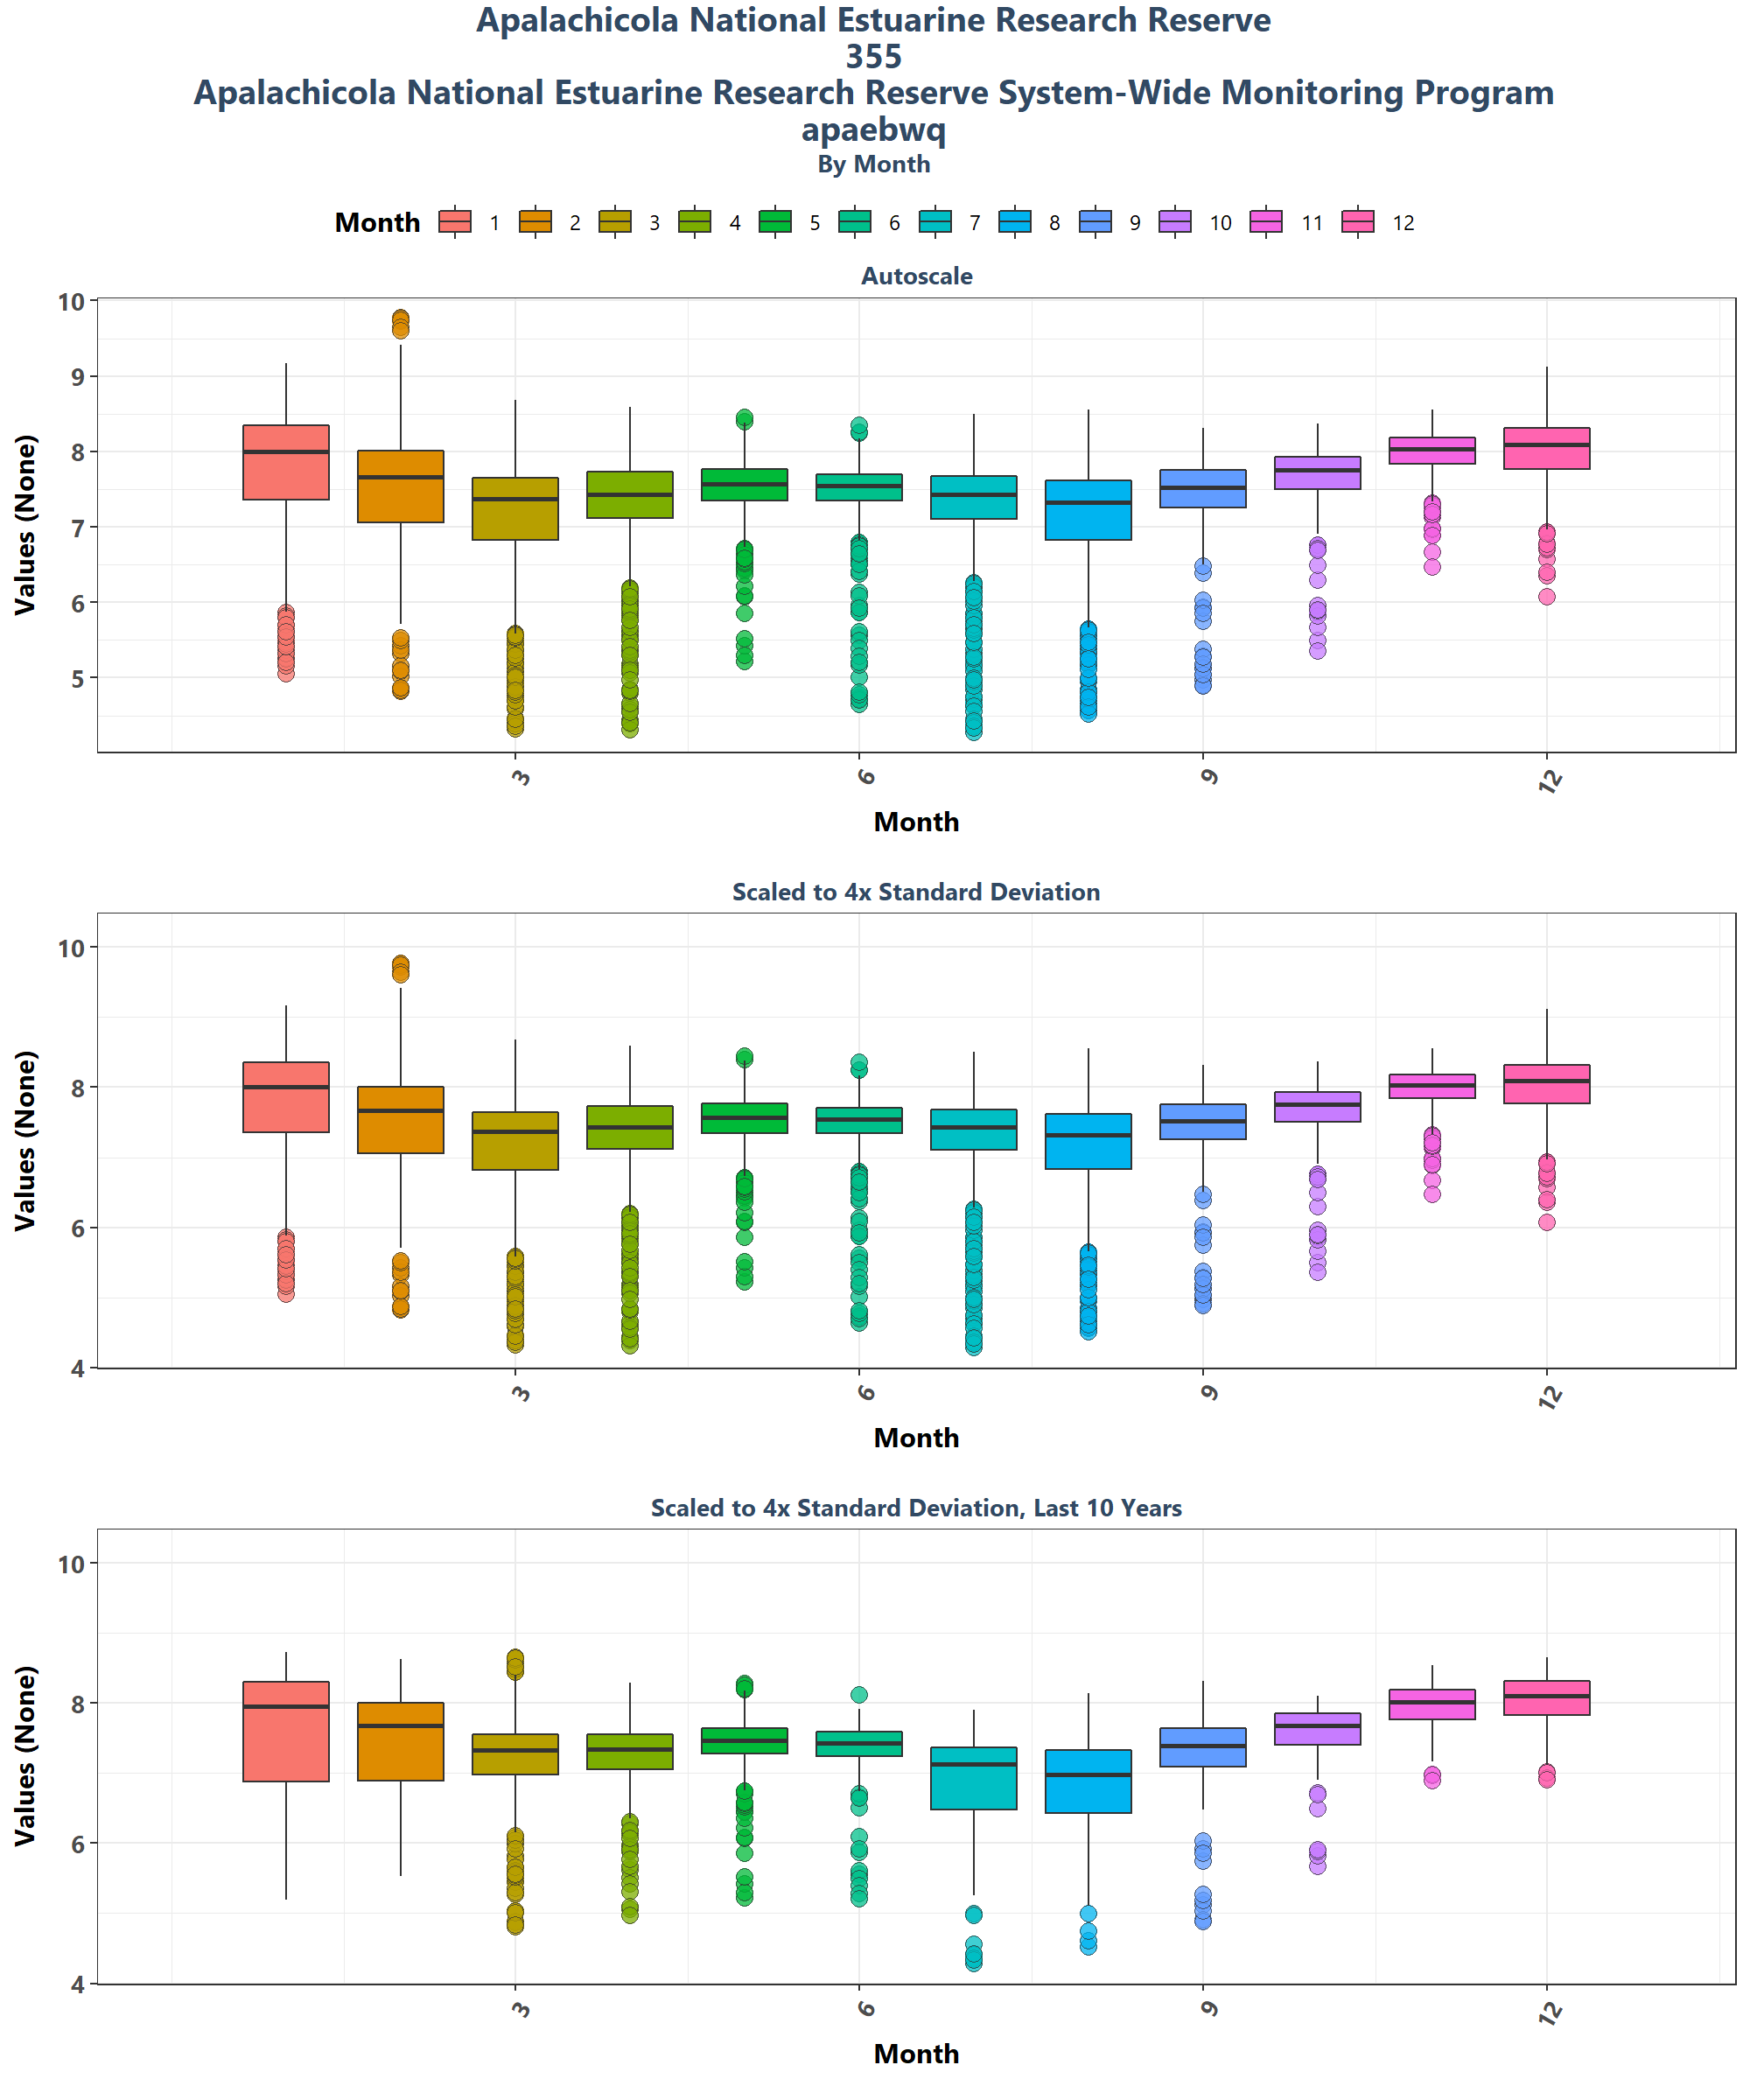 Apalachicola National Estuarine Research Reserve
355
Apalachicola National Estuarine Research Reserve System-Wide Monitoring Program
apaebwq
By Month
Month 1 2 3 4 5 6 7 8 9 10 11 12
Autoscale
Values (None)
10
9
8
7
6
5
3 6 9 12
Month
Scaled to 4x Standard Deviation
Values (None)
10
8
6
4
3 6 9 12
Month
Scaled to 4x Standard Deviation, Last 10 Years
Values (None)
10
8
6
4
3 6 9 12
Month